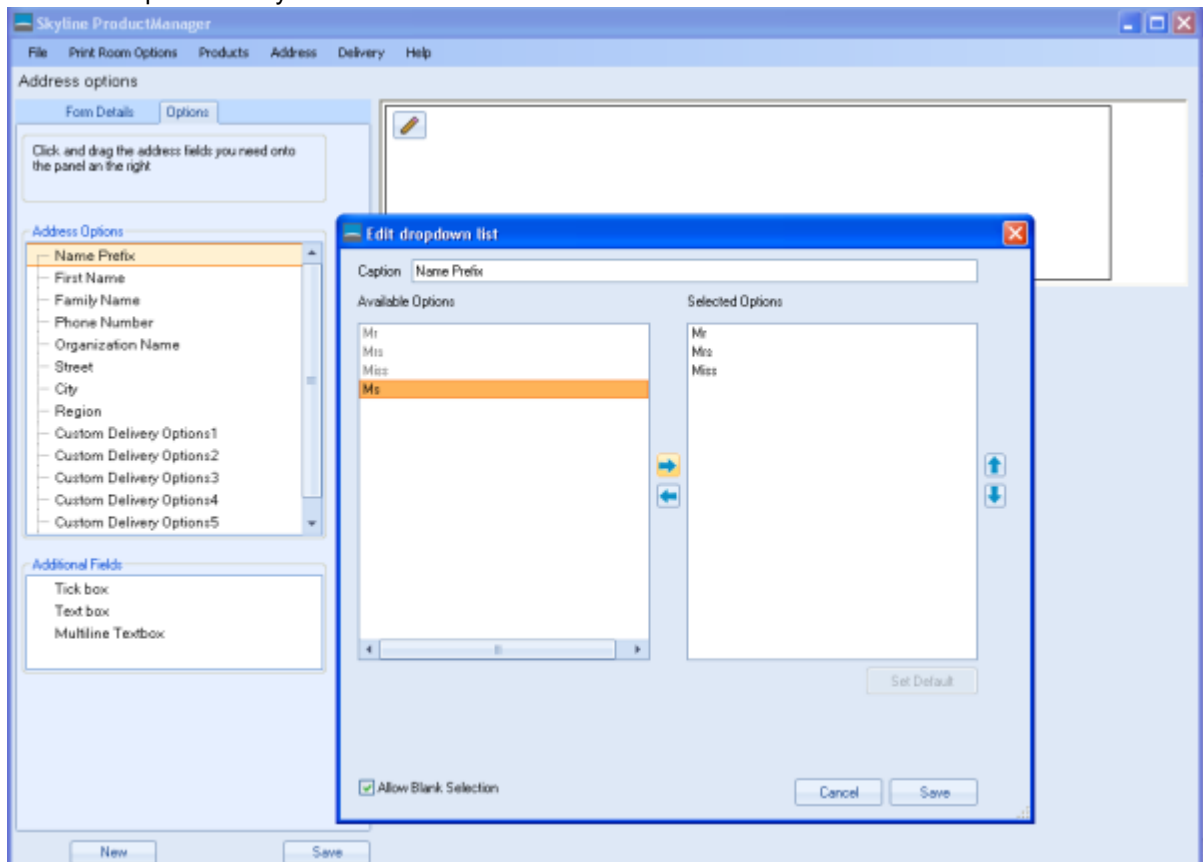 Skyline ProductManager
File Print Room Options Products Address Delivery Help
Address options
Form Details Options
Click and drag the address fields you need onto
the panel an the right
Address Options
Name Prefix
First Name
Family Name
Phone Number
Organization Name
Street
City
Region
Custom Delivery Options1
Custom Delivery Options2
Custom Delivery Options3
Custom Delivery Options4
Custom Delivery Options5
Additional Fields
Tick box
Text box
Multiline Textbox
New Save
Edit dropdown list
Caption Name Prefix
Available Options Selected Options
Mr
Mrs
Miss
Ms
Mr
Mrs
Miss
Set Default
Allow Blank Selection
Cancel Save